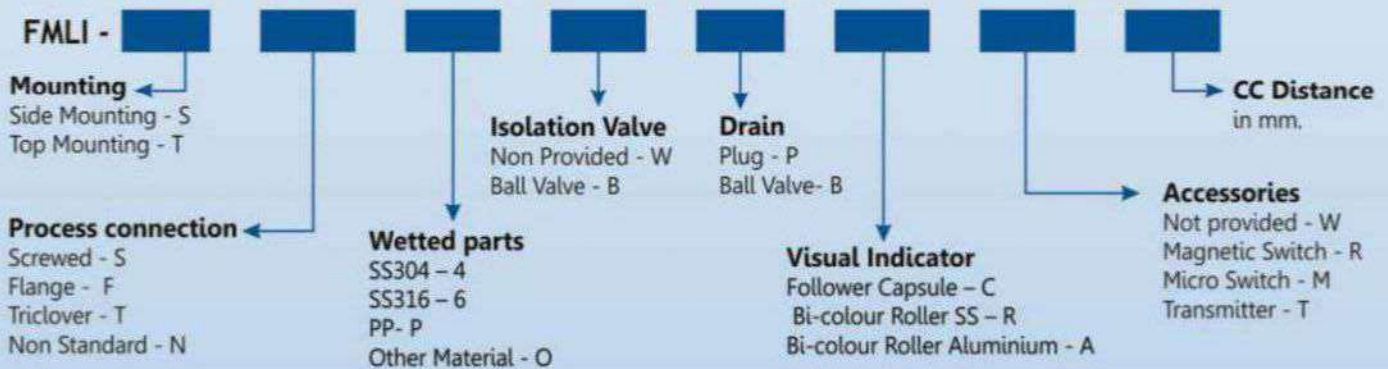 FMLI -
Mounting
Side Mounting - S
Top Mounting - T
Process connection
Screwed - S
Flange - F
Triclover - T
Non Standard - N
Wetted parts
SS304 – 4
SS316 – 6
PP- P
Other Material - O
Isolation Valve
Non Provided - W
Ball Valve - B
Drain
Plug - P
Ball Valve- B
Visual Indicator
Follower Capsule – C
Bi-colour Roller SS – R
Bi-colour Roller Aluminium - A
Accessories
Not provided - W
Magnetic Switch - R
Micro Switch - M
Transmitter - T
CC Distance
in mm.